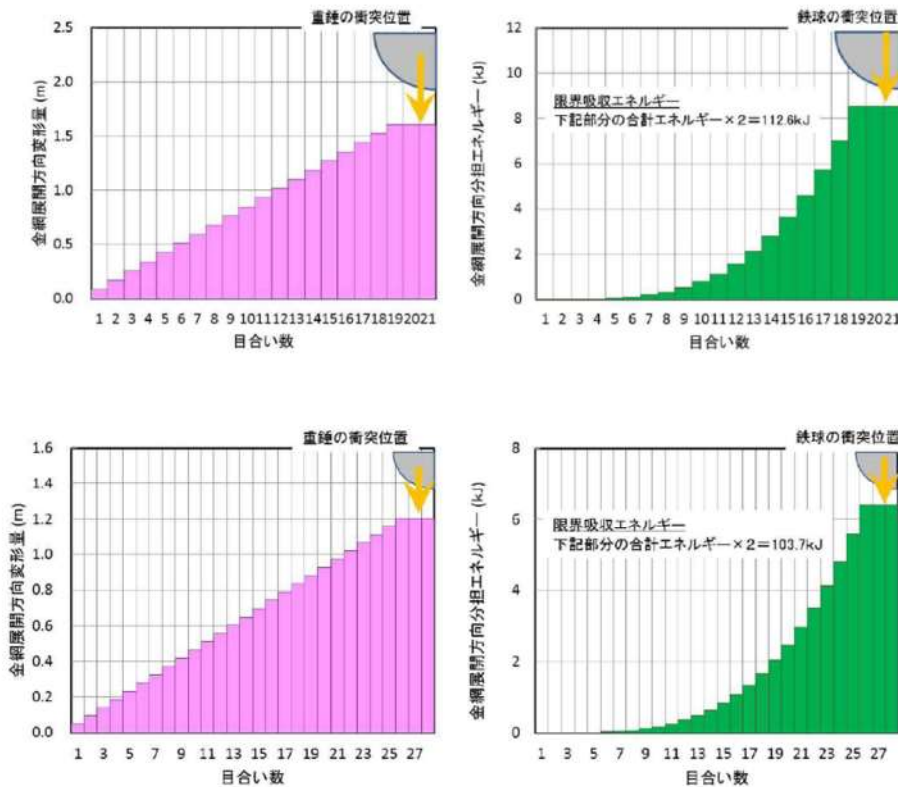 重錘の衝突位置
2.5
2.0
1.5
1.0
0.5
0.0
金網展開方向変形量 (m)
1 2 3 4 5 6 7 8 9 10 11 12 13 14 15 16 17 18 19 20 21
目合い数
鉄球の衝突位置
12
10
8
6
4
2
0
金網展開方向分担エネルギー (kJ)
限界吸収エネルギー
下記部分の合計エネルギー×2=112.6kJ
1 2 3 4 5 6 7 8 9 10 11 12 13 14 15 16 17 18 19 20 21
目合い数
重錘の衝突位置
1.6
1.4
1.2
1.0
0.8
0.6
0.4
0.2
0.0
金網展開方向変形量 (m)
1 3 5 7 9 11 13 15 17 19 21 23 25 27
目合い数
鉄球の衝突位置
8
6
4
2
0
金網展開方向分担エネルギー (kJ)
限界吸収エネルギー
下記部分の合計エネルギー×2=103.7kJ
1 3 5 7 9 11 13 15 17 19 21 23 25 27
目合い数